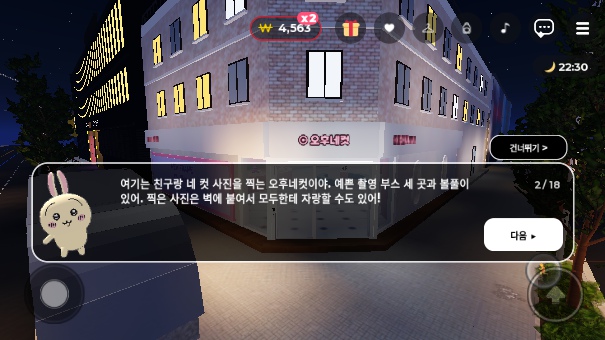 x2
₩ 4,563
🌙 22:30
오후네컷
건너뛰기 >
여기는 친구랑 네 컷 사진을 찍는 오후네컷이야. 예쁜 촬영 부스 세 곳과 봄풀이
있어. 찍은 사진은 벽에 붙여서 모두한테 자랑할 수도 있어!
2/18
다음 ▸